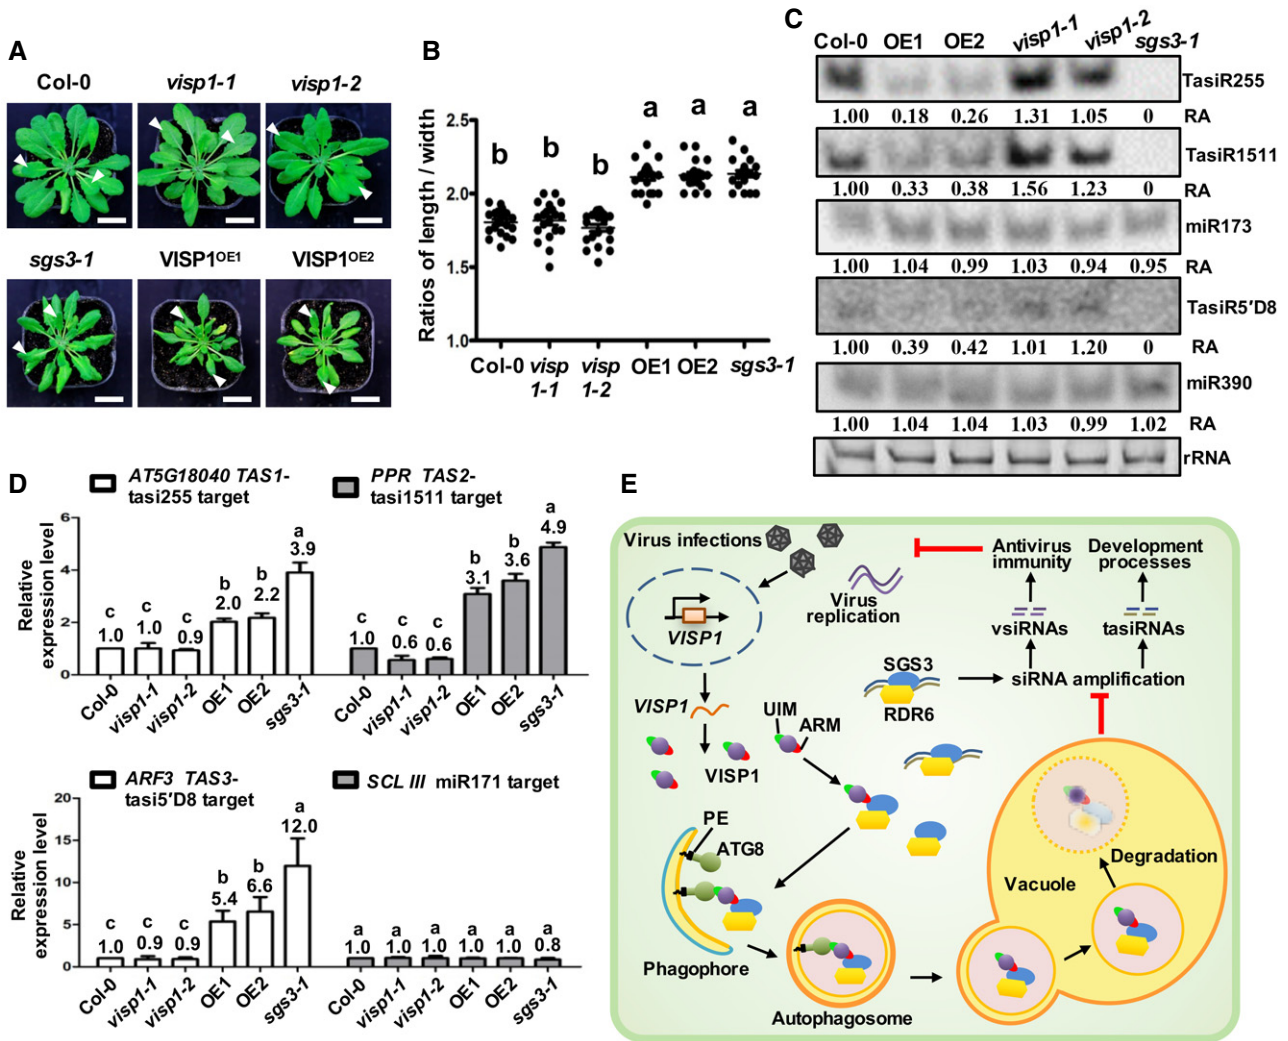 A
Col-0 visp1-1 visp1-2
sgs3-1 VISP1OE1 VISP1OE2
B
Ratios of length / width
2.5
2.0
1.5
1.0
b b b a a a
Col-0 visp 1-1 visp 1-2 OE1 OE2 sgs3-1
C
Col-0 OE1 OE2 visp1-1 visp1-2 sgs3-1
TasiR255
1.00 0.18 0.26 1.31 1.05 0 RA
TasiR1511
1.00 0.33 0.38 1.56 1.23 0 RA
miR173
1.00 1.04 0.99 1.03 0.94 0.95 RA
TasiR5'D8
1.00 0.39 0.42 1.01 1.20 0 RA
miR390
1.00 1.04 1.04 1.03 0.99 1.02 RA
rRNA
D
AT5G18040 TAS1-
tasi255 target
PPR TAS2-
tasi1511 target
Relative
expression level
6
4
2
0
c c c b b a
1.0 1.0 0.9 2.0 2.2 3.9
Col-0 visp1-1 visp1-2 OE1 OE2 sgs3-1
c c c b b a
1.0 0.6 0.6 3.1 3.6 4.9
Col-0 visp1-1 visp1-2 OE1 OE2 sgs3-1
ARF3 TAS3-
tasi5'D8 target
SCL III miR171 target
Relative
expression level
20
15
10
5
0
c c c b b a
1.0 0.9 0.9 5.4 6.6 12.0
Col-0 visp1-1 visp1-2 OE1 OE2 sgs3-1
a a a a a a
1.0 1.0 1.0 1.0 1.0 0.8
Col-0 visp1-1 visp1-2 OE1 OE2 sgs3-1
E
Virus infections
Virus
replication
Antivirus
immunity
Development
processes
VISP1
vsiRNAs
tasiRNAs
SGS3
RDR6
siRNA amplification
VISP1
UIM
ARM
VISP1
PE
ATG8
Phagophore
Autophagosome
Vacuole
Degradation